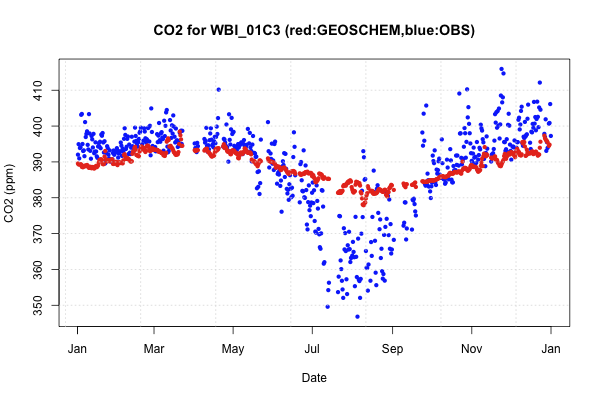 CO2 for WBI_01C3 (red:GEOSCHEM,blue:OBS)
CO2 (ppm)
410
400
390
380
370
360
350
Jan Mar May Jul Sep Nov Jan
Date